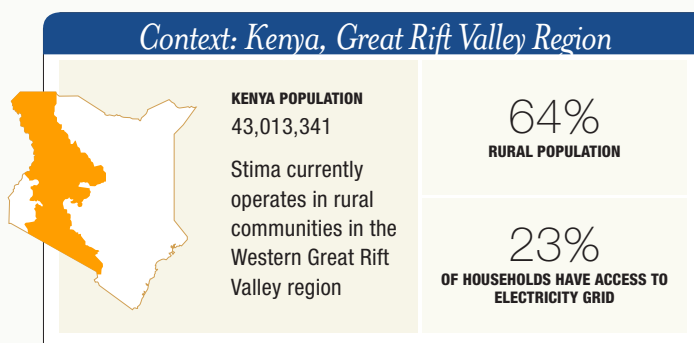 Context: Kenya, Great Rift Valley Region
KENYA POPULATION
43,013,341
Stima currently
operates in rural
communities in the
Western Great Rift
Valley region
64%
RURAL POPULATION
23%
OF HOUSEHOLDS HAVE ACCESS TO
ELECTRICITY GRID